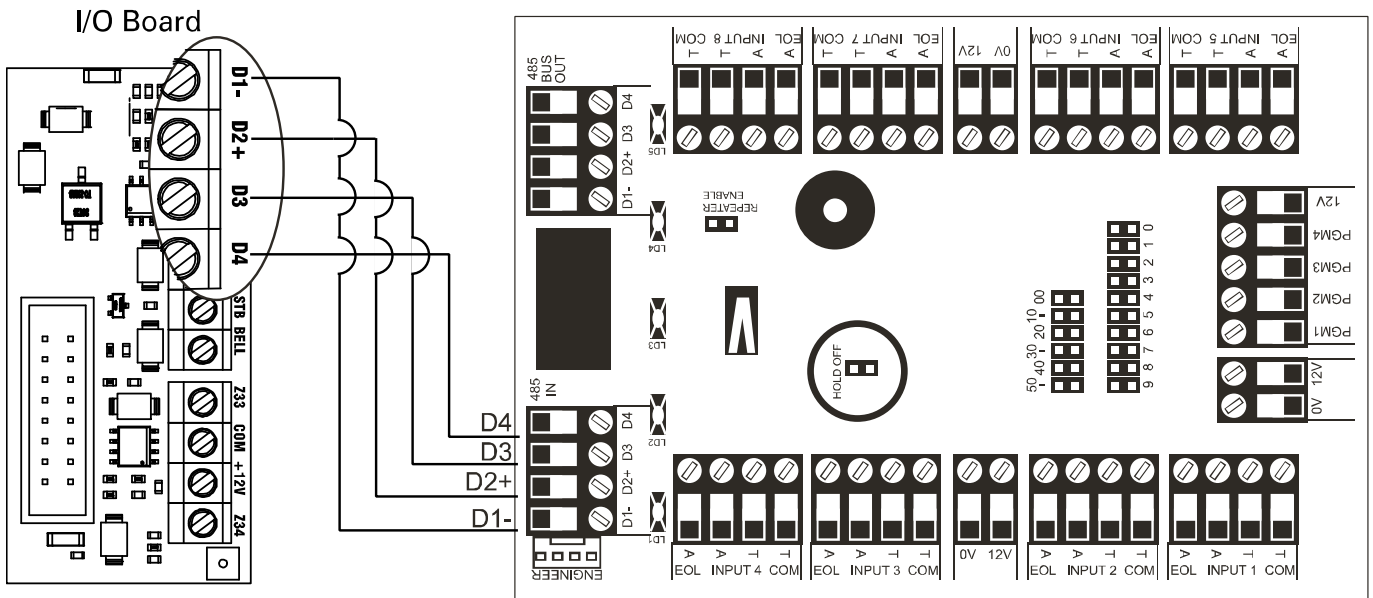 I/O Board
D1-
D2 +
D3
D4
STB BELL
Z33 COM +12V Z34
D4
D3
D2+
D1-
485
BUS
OUT
D4
D3
D2+
D1-
485
IN
D4
D3
D2+
D1-
ENGINEER
LD5
LD4
LD3
LD2
LD1
REPEATER
ENABLE
HOLD OFF
COM INPUT 8 EOL
T T A A
COM INPUT 7 EOL
T T A A
12V 0V
COM INPUT 6 EOL
T T A A
COM INPUT 5 EOL
T T A A
0
1
2
3
4
5
6
7
8
9
00
10
20
30
40
50
12V
PGM4
PGM3
PGM2
PGM1
12V
0V
A A T T
EOL INPUT 4 COM
A A T T
EOL INPUT 3 COM
0V 12V
A A T T
EOL INPUT 2 COM
A A T T
EOL INPUT 1 COM